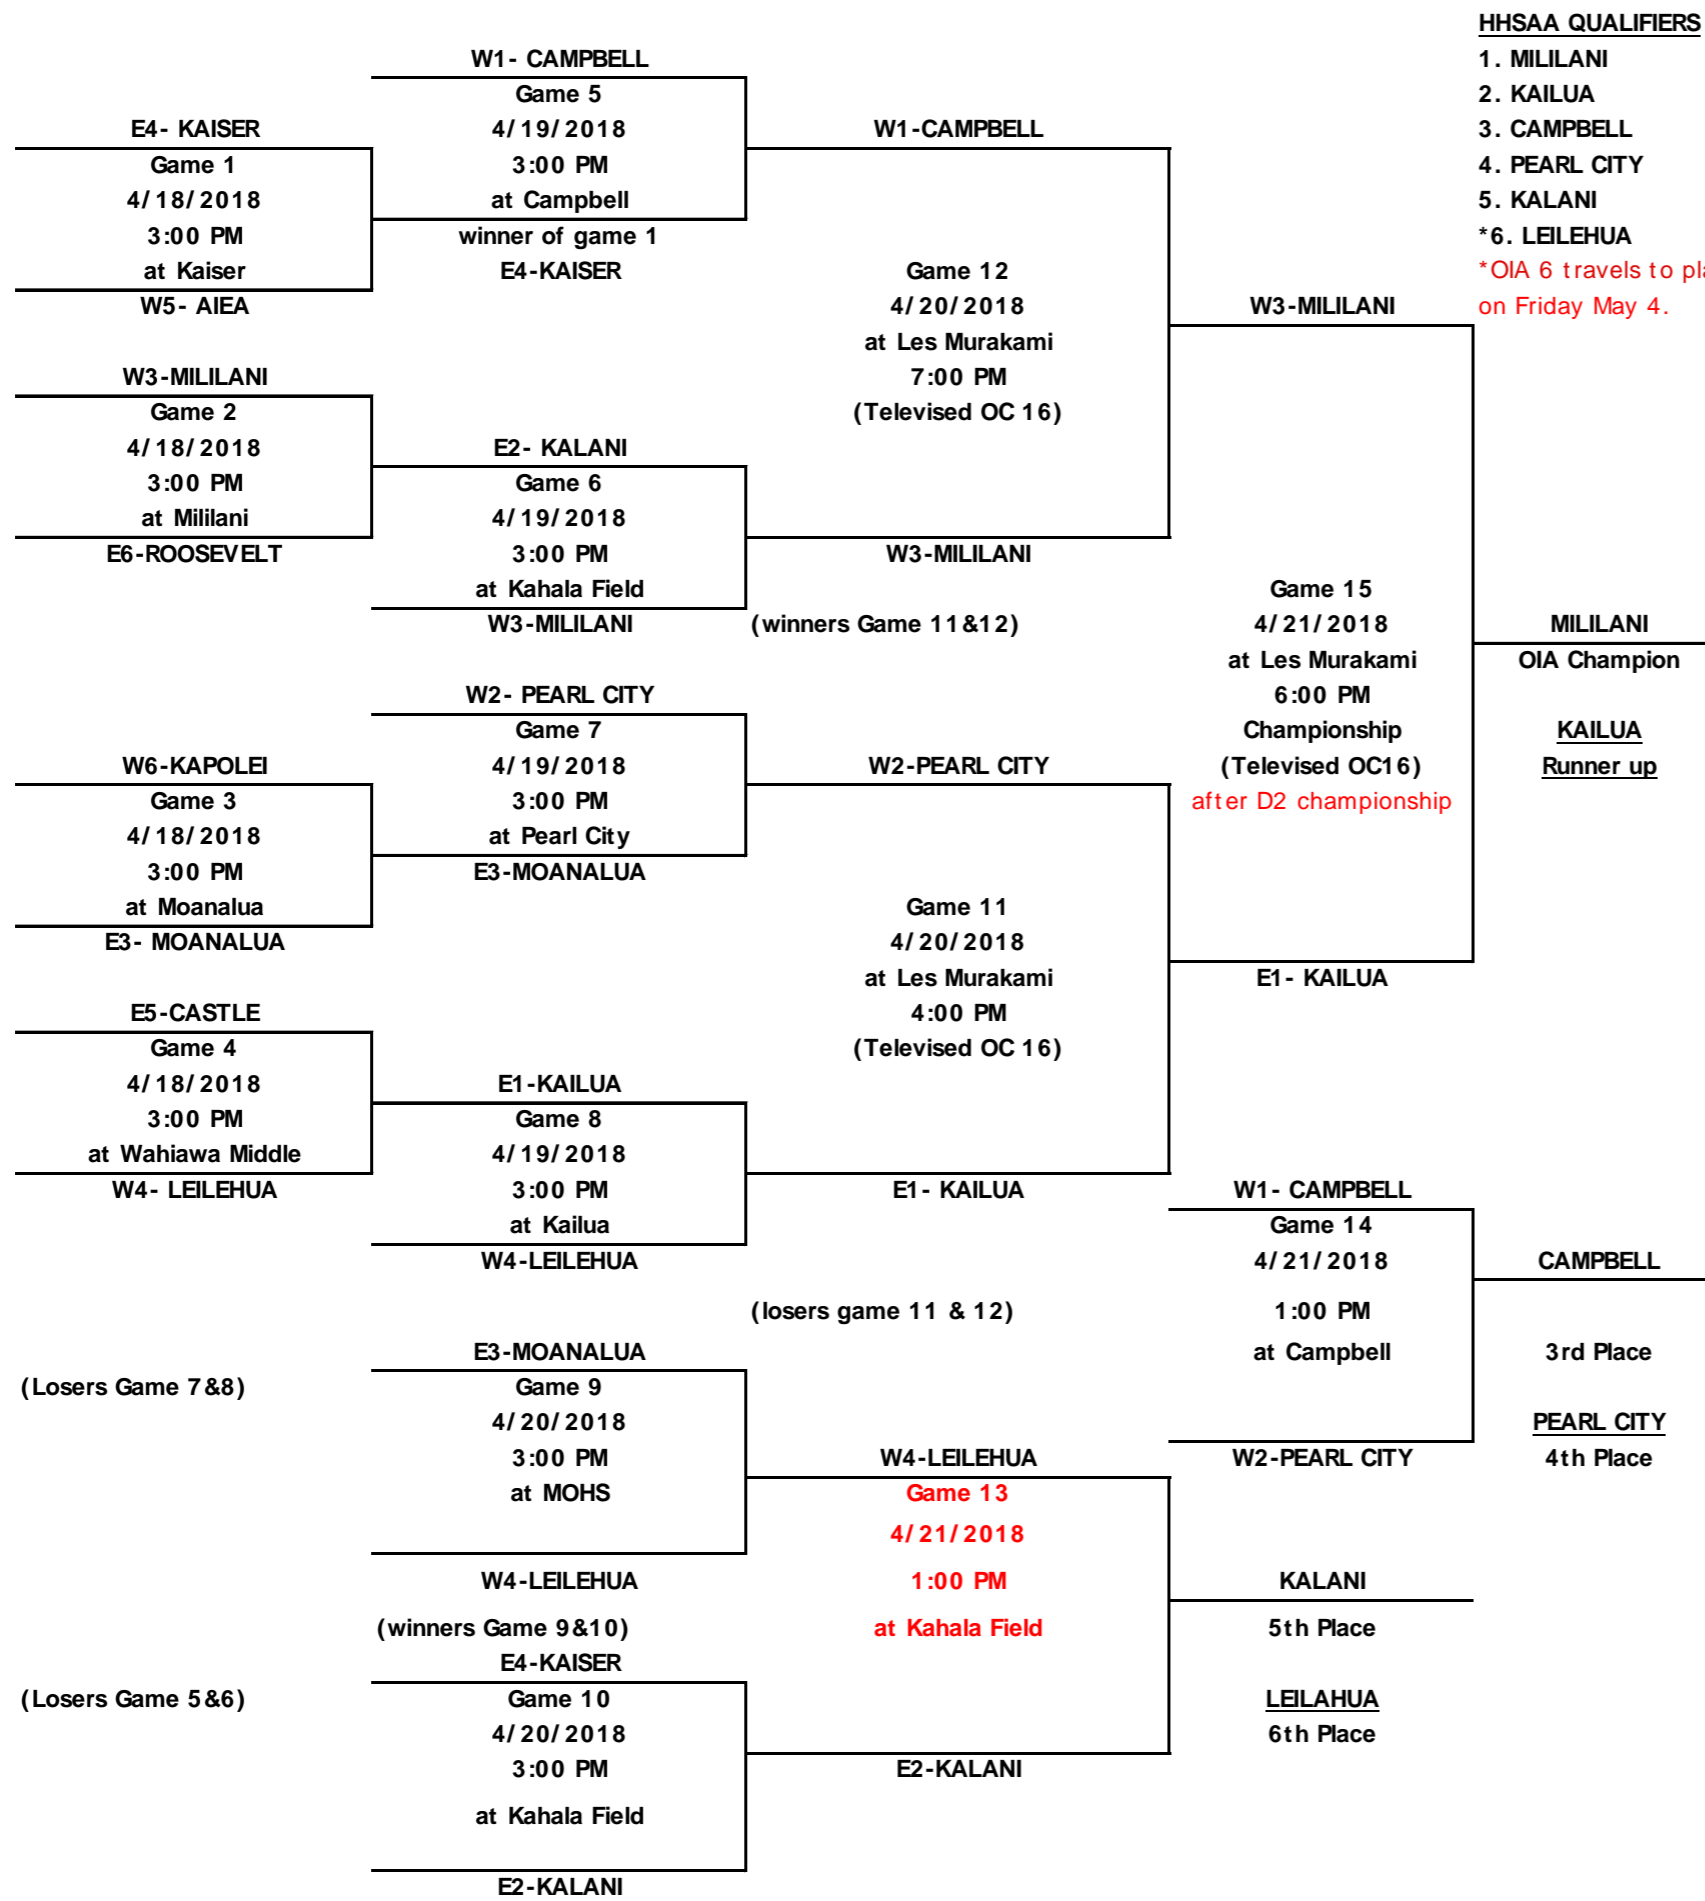 HHSAA QUALIFIERS
1. MILILANI
2. KAILUA
3. CAMPBELL
4. PEARL CITY
5. KALANI
*6. LEILEHUA
*OIA 6 travels to
on Friday May 4.
W1- CAMPBELL
Game 5
4/19/2018
3:00 PM
at Campbell
winner of game 1
E4-KAISER
E4- KAISER
Game 1
4/18/2018
3:00 PM
at Kaiser
W5- AIEA
W3-MILILANI
Game 2
4/18/2018
3:00 PM
at Mililani
E6-ROOSEVELT
E2- KALANI
Game 6
4/19/2018
3:00 PM
at Kahala Field
W3-MILILANI
W1-CAMPBELL
Game 12
4/20/2018
at Les Murakami
7:00 PM
(Televised OC 16)
W3-MILILANI
(winners Game 11&12)
W3-MILILANI
Game 15
4/21/2018
at Les Murakami
6:00 PM
Championship
(Televised OC16)
after D2 championship
E1- KAILUA
MILILANI
OIA Champion
KAILUA
Runner up
W2- PEARL CITY
Game 7
4/19/2018
3:00 PM
at Pearl City
E3-MOANALUA
W6-KAPOLEI
Game 3
4/18/2018
3:00 PM
at Moanalua
E3- MOANALUA
E5-CASTLE
Game 4
4/18/2018
3:00 PM
at Wahiawa Middle
W4- LEILEHUA
E1-KAILUA
Game 8
4/19/2018
3:00 PM
at Kailua
W4-LEILEHUA
W2-PEARL CITY
Game 11
4/20/2018
at Les Murakami
4:00 PM
(Televised OC 16)
E1- KAILUA
(losers game 11 & 12)
W1- CAMPBELL
Game 14
4/21/2018
1:00 PM
at Campbell
W2-PEARL CITY
CAMPBELL
3rd Place
PEARL CITY
4th Place
(Losers Game 7&8)
E3-MOANALUA
Game 9
4/20/2018
3:00 PM
at MOHS
W4-LEILEHUA
(winners Game 9&10)
(Losers Game 5&6)
E4-KAISER
Game 10
4/20/2018
3:00 PM
at Kahala Field
E2-KALANI
W4-LEILEHUA
Game 13
4/21/2018
1:00 PM
at Kahala Field
E2-KALANI
KALANI
5th Place
LEILAHUA
6th Place